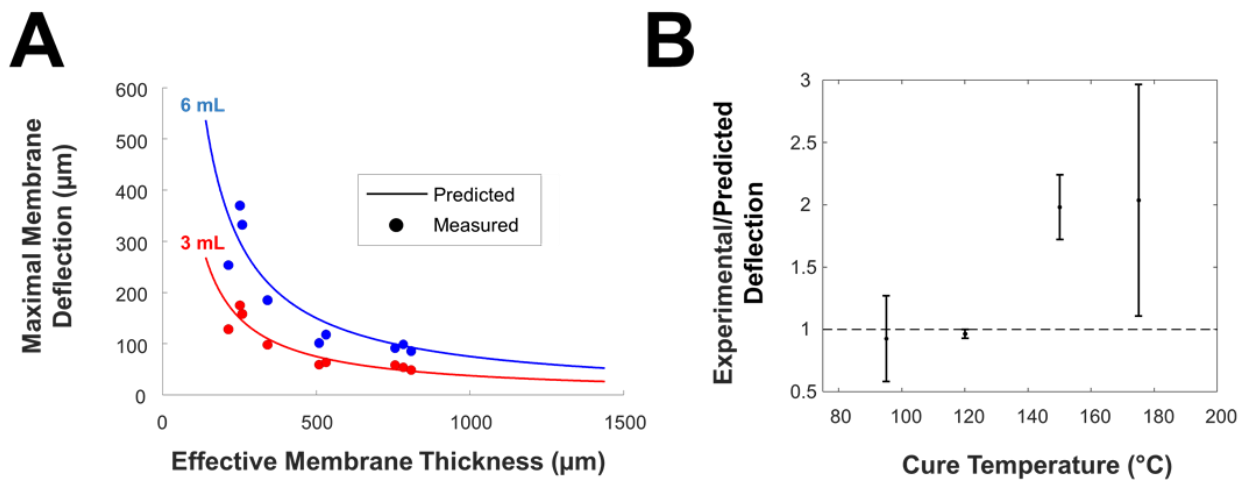 A
Maximal Membrane
Deflection (µm)
600
500
400
300
200
100
0
6 mL
3 mL
Predicted
Measured
0
500
1000
1500
Effective Membrane Thickness (µm)
B
Experimental/Predicted
Deflection
3
2.5
2
1.5
1
0.5
80
100
120
140
160
180
200
Cure Temperature (°C)